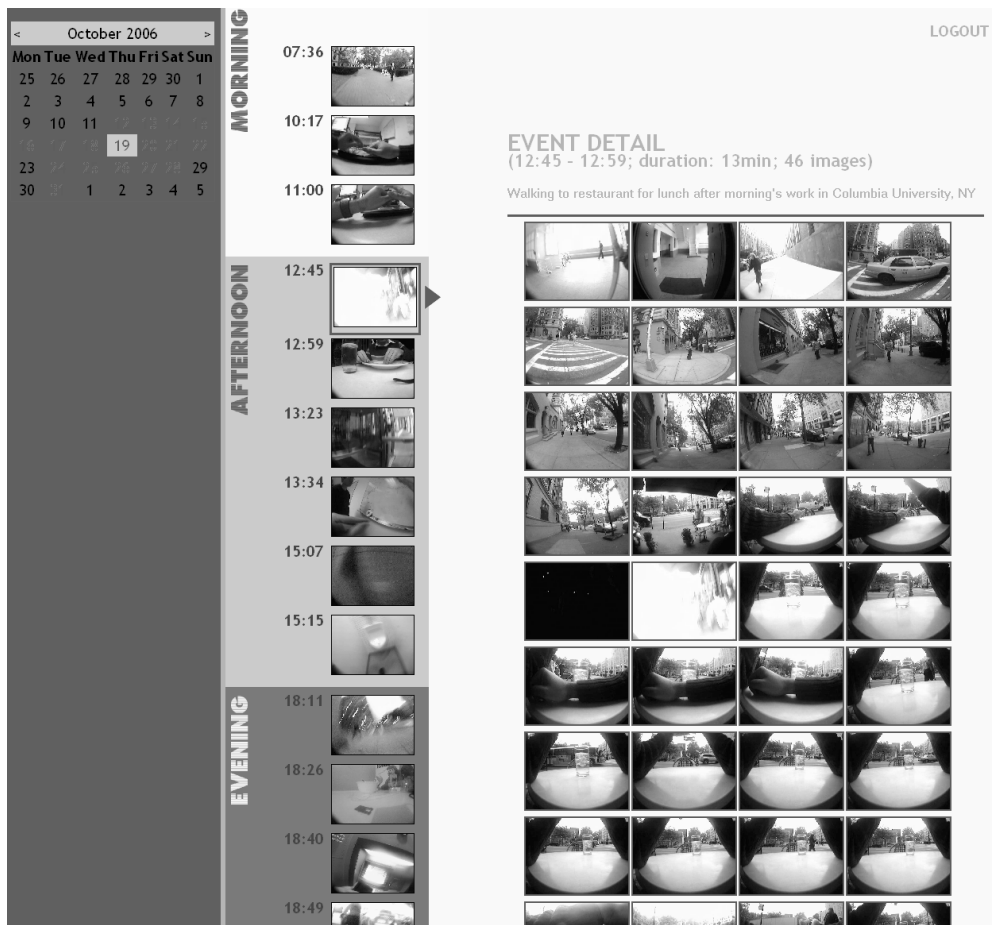 < October 2006 >
Mon Tue Wed Thu Fri Sat Sun
25 26 27 28 29 30 1
2 3 4 5 6 7 8
9 10 11
19
23 29
30 1 2 3 4 5
MORNING
07:36
10:17
11:00
AFTERNOON
12:45
12:59
13:23
13:34
15:07
15:15
EVENING
18:11
18:26
18:40
18:49
LOGOUT
EVENT DETAIL
(12:45 - 12:59; duration: 13min; 46 images)
Walking to restaurant for lunch after morning's work in Columbia University, NY